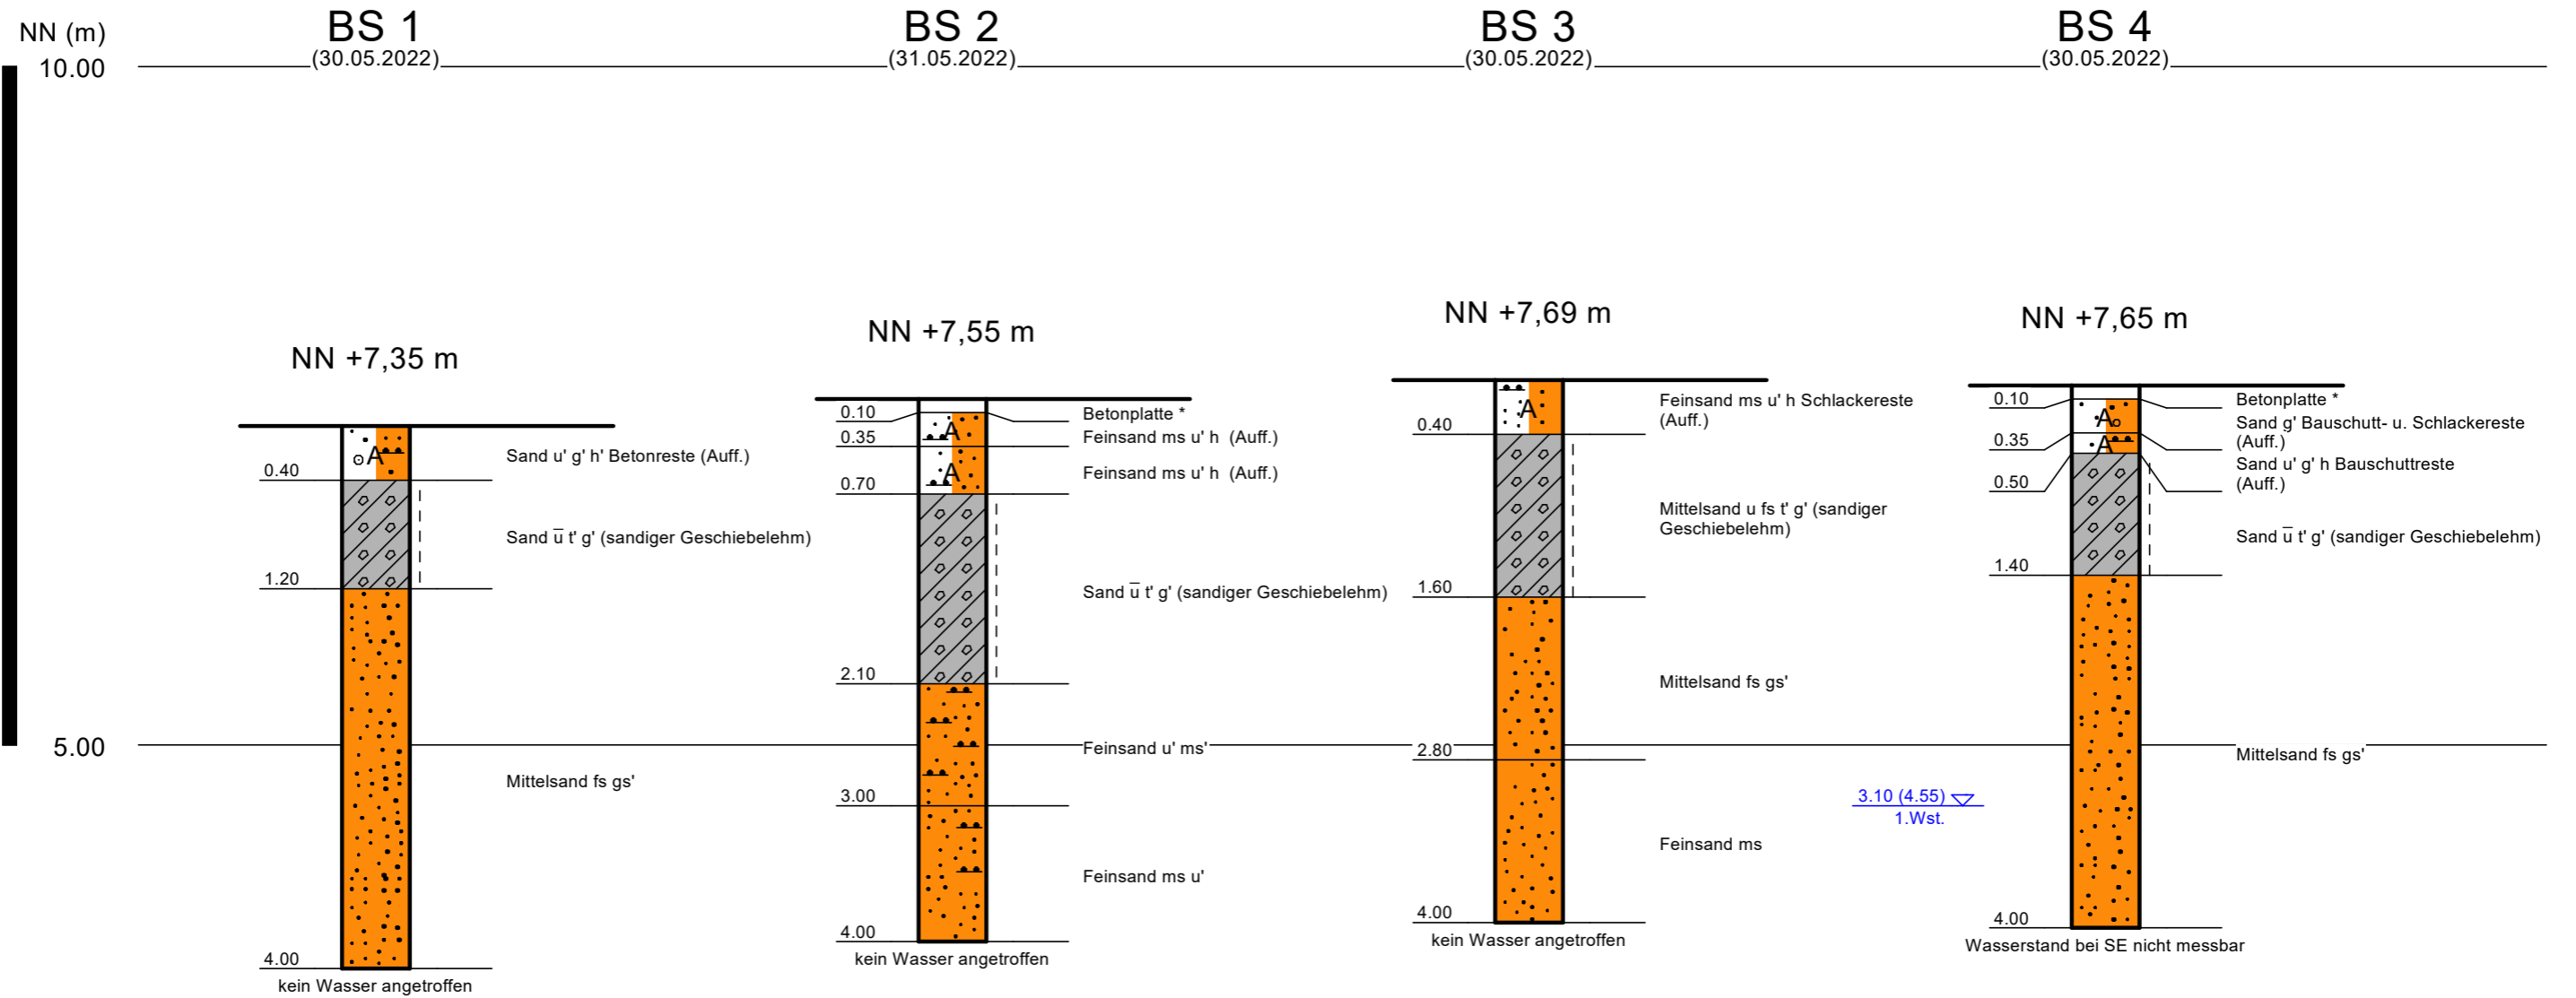 NN (m)
10.00
5.00
BS 1
(30.05.2022)
NN +7,35 m
0.40
Sand u' g' h' Betonreste (Auff.)
1.20
Sand u̅ t' g' (sandiger Geschiebelehm)
4.00
Mittelsand fs gs'
kein Wasser angetroffen
BS 2
(31.05.2022)
NN +7,55 m
0.10
Betonplatte *
0.35
Feinsand ms u' h (Auff.)
0.70
Feinsand ms u' h (Auff.)
2.10
Sand u̅ t' g' (sandiger Geschiebelehm)
3.00
Feinsand u' ms'
4.00
Feinsand ms u'
kein Wasser angetroffen
BS 3
(30.05.2022)
NN +7,69 m
0.40
Feinsand ms u' h Schlackereste
(Auff.)
1.60
Mittelsand u fs t' g' (sandiger
Geschiebelehm)
2.80
Mittelsand fs gs'
4.00
Feinsand ms
kein Wasser angetroffen
BS 4
(30.05.2022)
NN +7,65 m
0.10
Betonplatte *
0.35
Sand g' Bauschutt- u. Schlackereste
(Auff.)
0.50
Sand u' g' h Bauschuttreste
(Auff.)
1.40
Sand u̅ t' g' (sandiger Geschiebelehm)
3.10 (4.55)
1.Wst.
4.00
Mittelsand fs gs'
Wasserstand bei SE nicht messbar
A
A
A
A
A
A